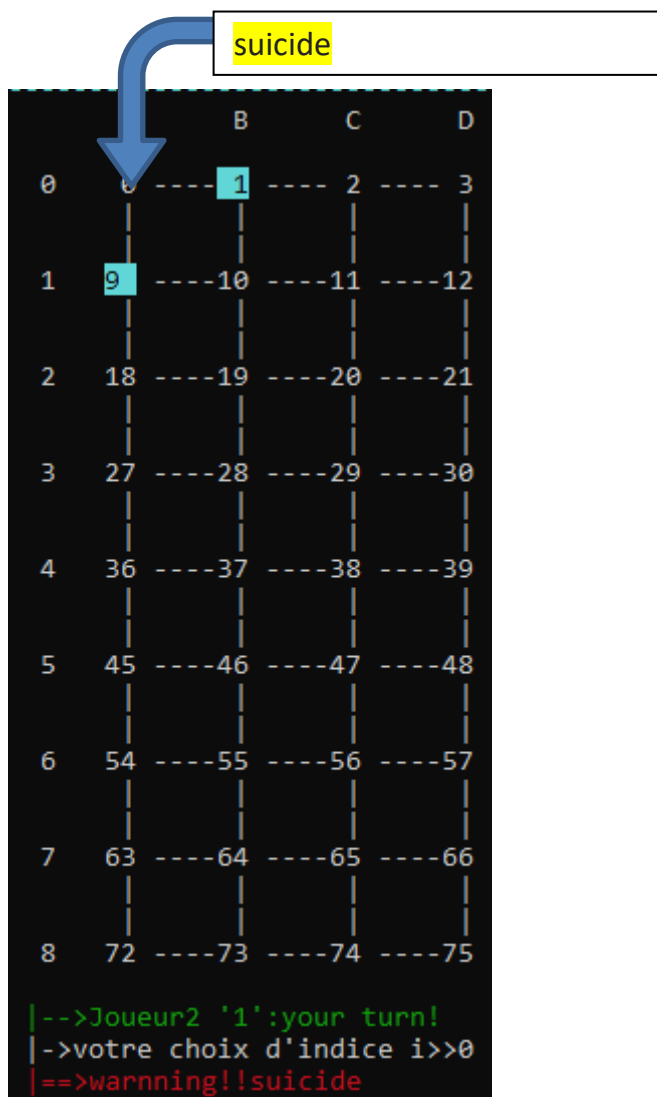 suicide
B C D
0 0 ---- 1 ---- 2 ---- 3
| | | |
| | | |
1 9 ----10 ----11 ----12
| | | |
| | | |
2 18 ----19 ----20 ----21
| | | |
| | | |
3 27 ----28 ----29 ----30
| | | |
| | | |
4 36 ----37 ----38 ----39
| | | |
| | | |
5 45 ----46 ----47 ----48
| | | |
| | | |
6 54 ----55 ----56 ----57
| | | |
| | | |
7 63 ----64 ----65 ----66
| | | |
| | | |
8 72 ----73 ----74 ----75
|-->Joueur2 '1':your turn!
|->votre choix d'indice i>>0
|==>warnning!!suicide